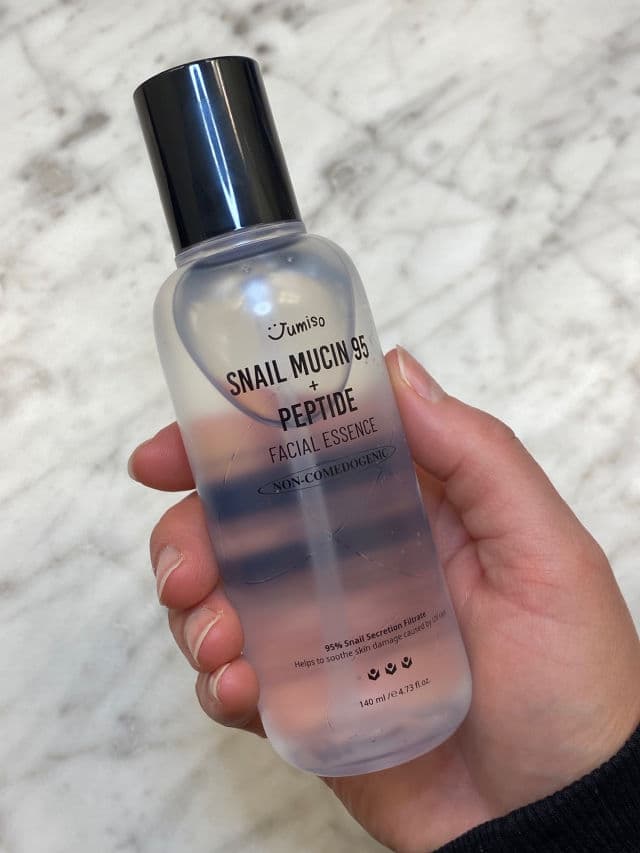 Jumiso
SNAIL MUCIN 95
+
PEPTIDE
FACIAL ESSENCE
NON-COMEDOGENIC
95% Snail Secretion Filtrate
Helps to soothe skin damage caused by UV rays
140 ml / ℮ 4.73 fl.oz.